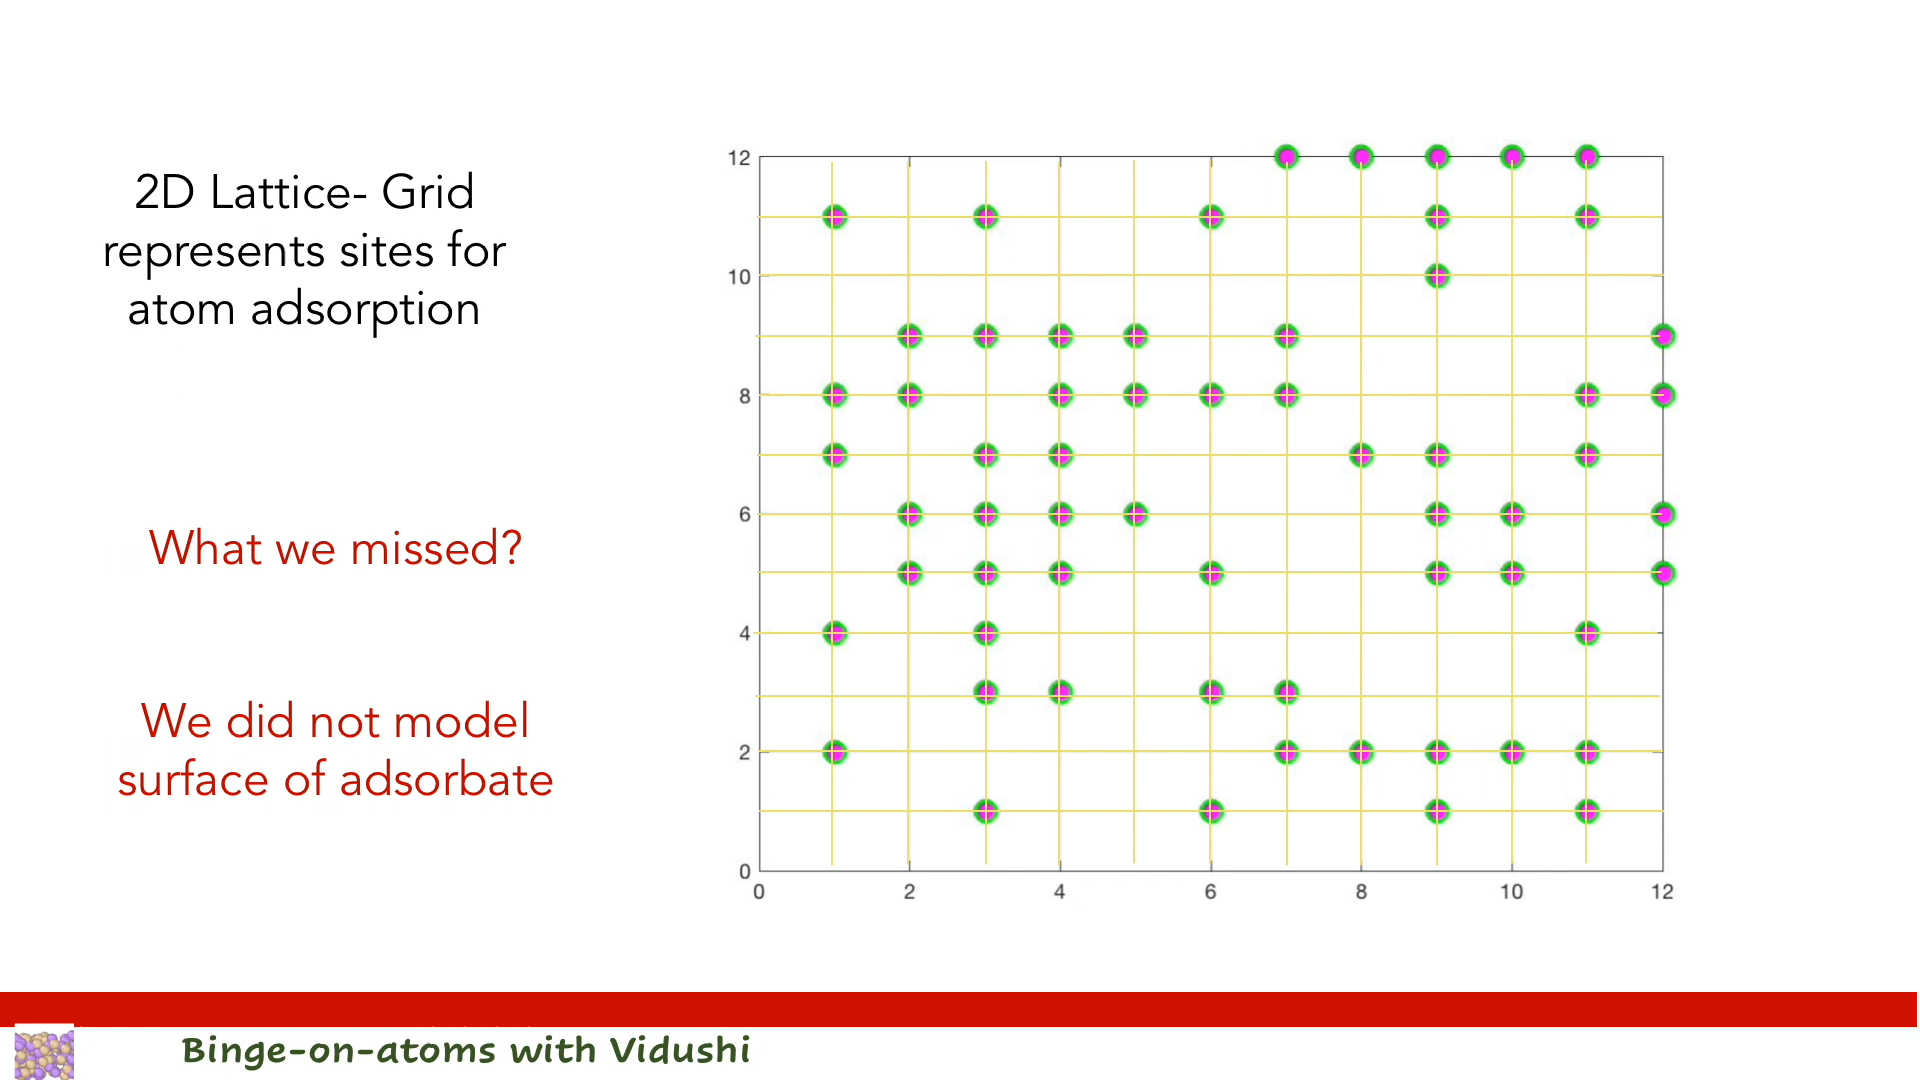 2D Lattice- Grid
represents sites for
atom adsorption
What we missed?
We did not model
surface of adsorbate
12
10
8
6
4
2
0
0 2 4 6 8 10 12
Binge-on-atoms with Vidushi